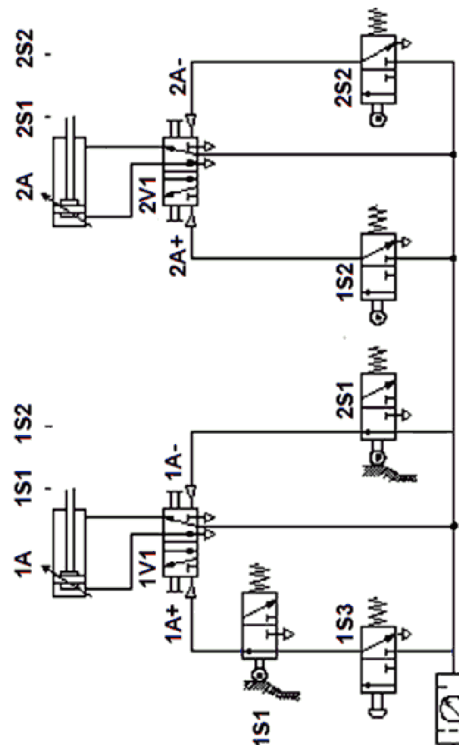 1A 1S1 1S2 2A 2S1 2S2
1A+ 1V1 1A- 2A+ 2V1 2A-
1S1
1S3 2S1 1S2 2S2